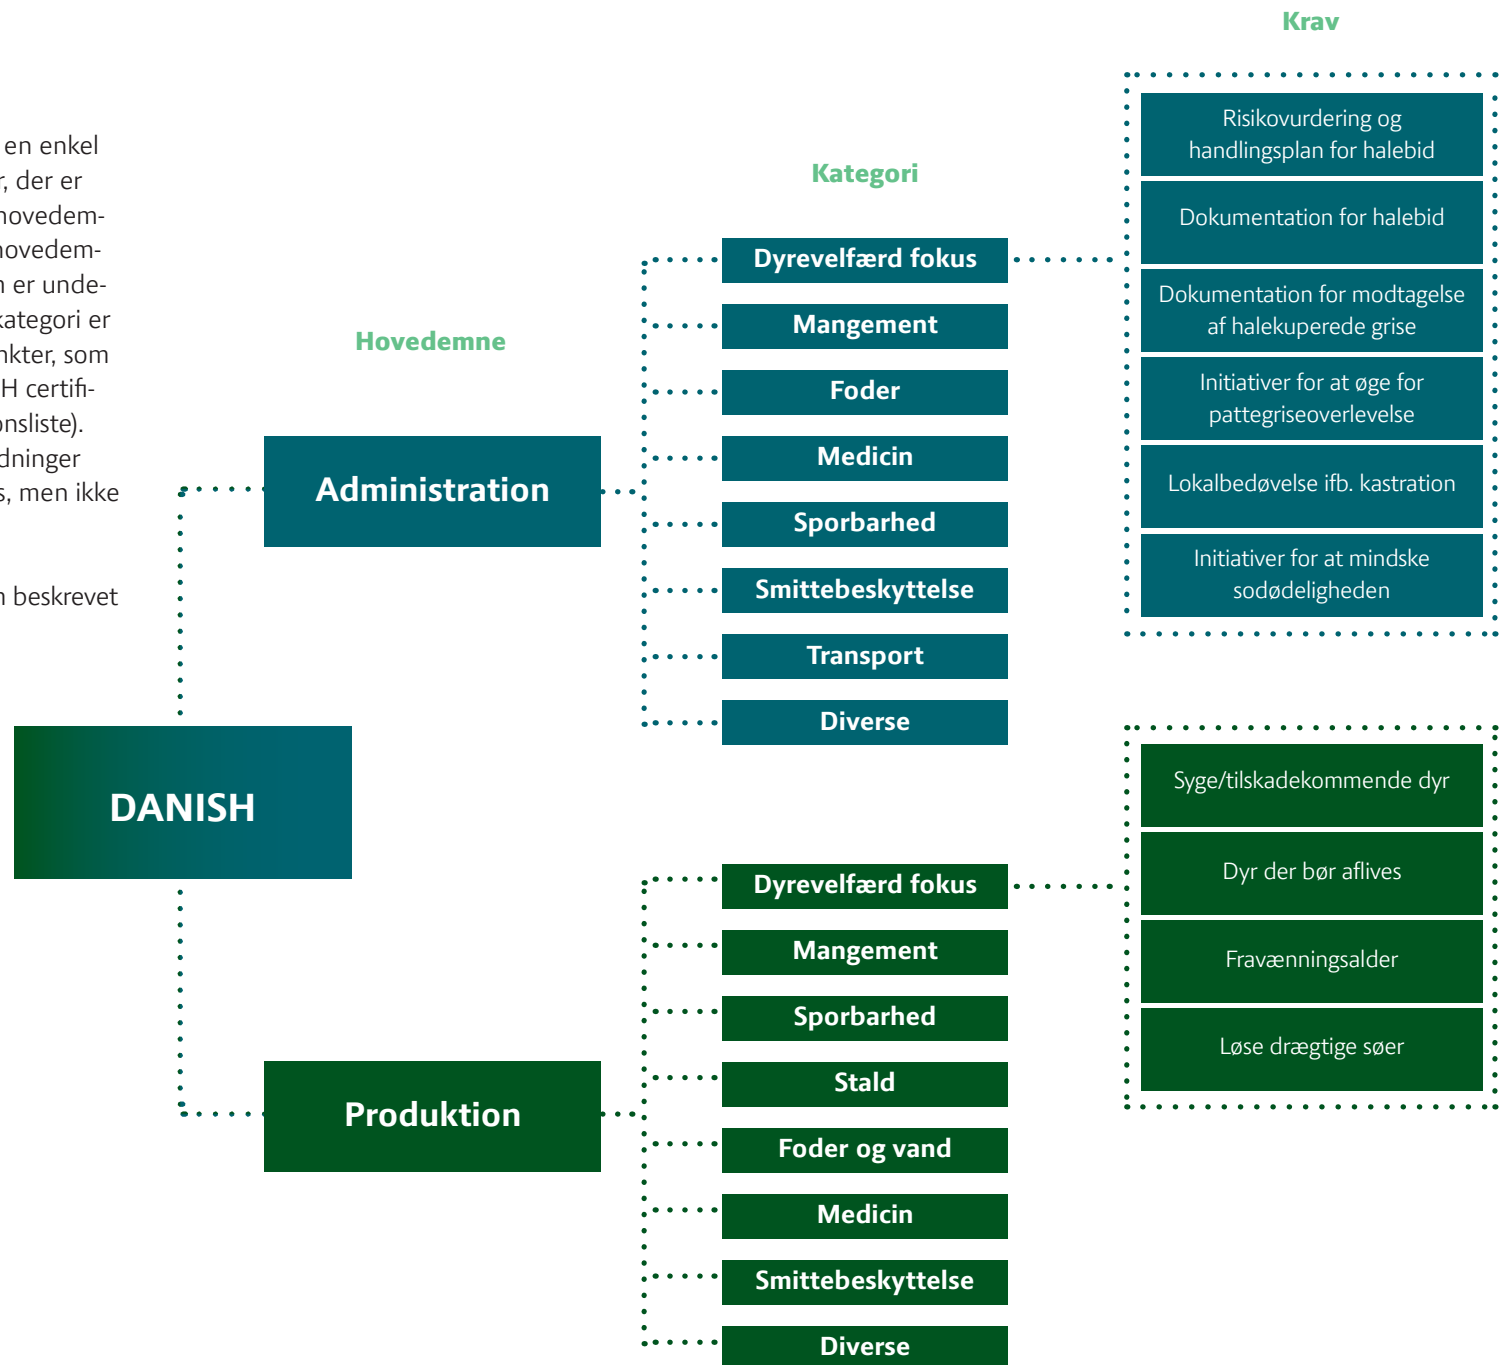 en enkel
r, der er
hovedem-
hovedem-
n er unde-
kategori er
nkter, som
H certifi-
onsliste).
dninger
s, men ikke
n beskrevet
Hovedemne
Kategori
Krav
DANISH
Administration
Dyrevelfærd fokus
Mangement
Foder
Medicin
Sporbarhed
Smittebeskyttelse
Transport
Diverse
Risikovurdering og
handlingsplan for halebid
Dokumentation for halebid
Dokumentation for modtagelse
af halekuperede grise
Initiativer for at øge for
pattegriseoverlevelse
Lokalbedøvelse ifb. kastration
Initiativer for at mindske
sodødeligheden
Produktion
Dyrevelfærd fokus
Mangement
Sporbarhed
Stald
Foder og vand
Medicin
Smittebeskyttelse
Diverse
Syge/tilskadekommende dyr
Dyr der bør aflives
Fravænningsalder
Løse drægtige søer